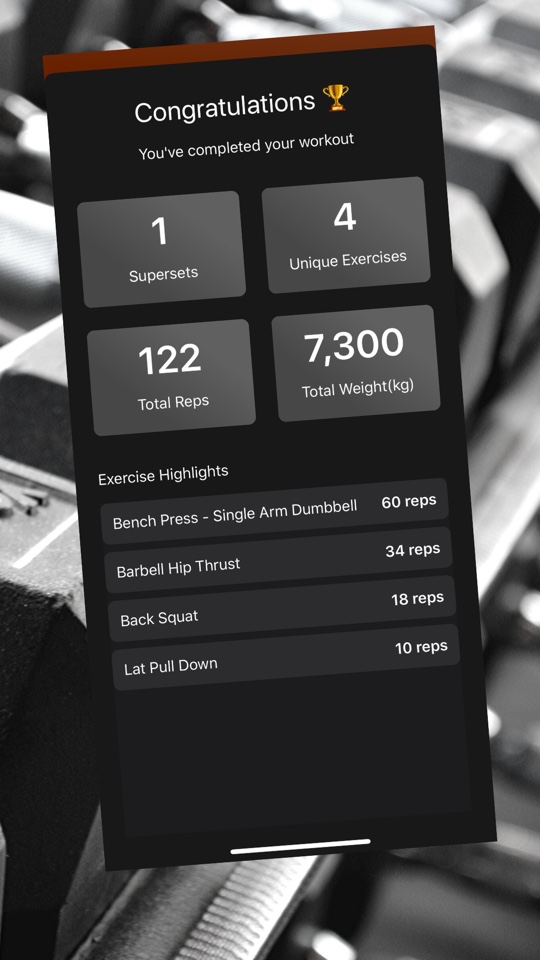 Congratulations 🏆
You've completed your workout
1
Supersets
4
Unique Exercises
122
Total Reps
7,300
Total Weight(kg)
Exercise Highlights
Bench Press - Single Arm Dumbbell 60 reps
Barbell Hip Thrust 34 reps
Back Squat 18 reps
Lat Pull Down 10 reps